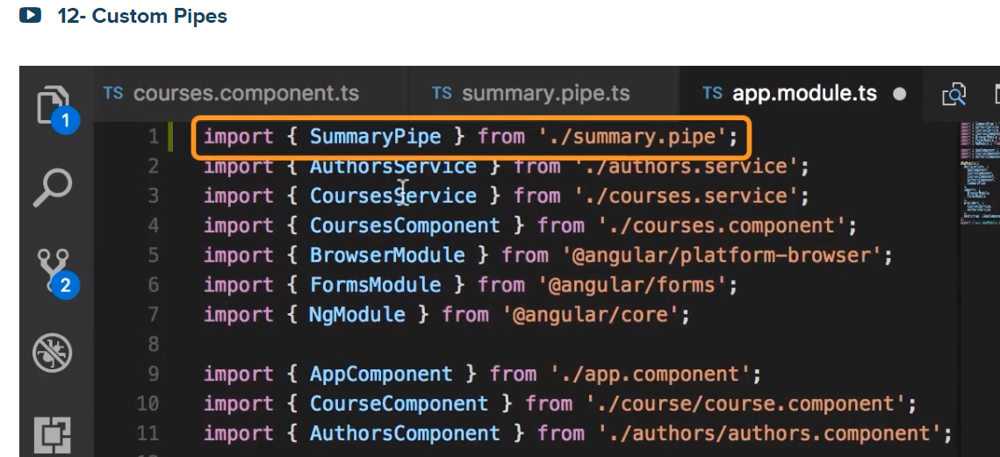 12- Custom Pipes
TS courses.component.ts TS summary.pipe.ts TS app.module.ts
1
1 import { SummaryPipe } from './summary.pipe';
2 import { AuthorsService } from './authors.service';
3 import { CoursesService } from './courses.service';
4 import { CoursesComponent } from './courses.component';
5 import { BrowserModule } from '@angular/platform-browser';
2
6 import { FormsModule } from '@angular/forms';
7 import { NgModule } from '@angular/core';
8
9 import { AppComponent } from './app.component';
10 import { CourseComponent } from './course/course.component';
11 import { AuthorsComponent } from './authors/authors.component';